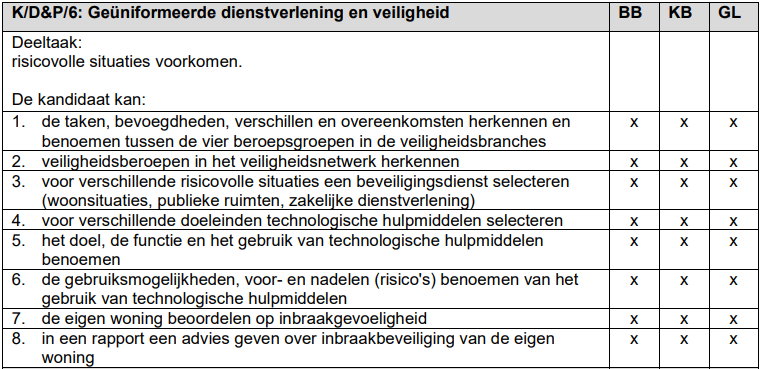 K/D&P/6: Geüniformeerde dienstverlening en veiligheid BB KB GL
Deeltaak:
risicovolle situaties voorkomen.
De kandidaat kan:
1. de taken, bevoegdheden, verschillen en overeenkomsten herkennen en
benoemen tussen de vier beroepsgroepen in de veiligheidsbranches x x x
2. veiligheidsberoepen in het veiligheidsnetwerk herkennen x x x
3. voor verschillende risicovolle situaties een beveiligingsdienst selecteren
(woonsituaties, publieke ruimten, zakelijke dienstverlening) x x x
4. voor verschillende doeleinden technologische hulpmiddelen selecteren x x x
5. het doel, de functie en het gebruik van technologische hulpmiddelen
benoemen x x x
6. de gebruiksmogelijkheden, voor- en nadelen (risico's) benoemen van het
gebruik van technologische hulpmiddelen x x x
7. de eigen woning beoordelen op inbraakgevoeligheid x x x
8. in een rapport een advies geven over inbraakbeveiliging van de eigen
woning x x x